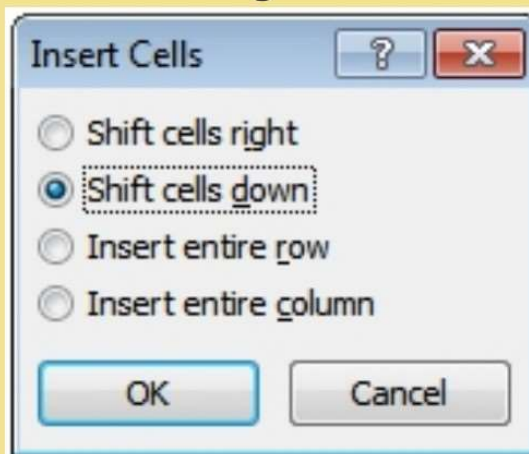 Insert Cells ?
Shift cells right
Shift cells down
Insert entire row
Insert entire column
OK Cancel